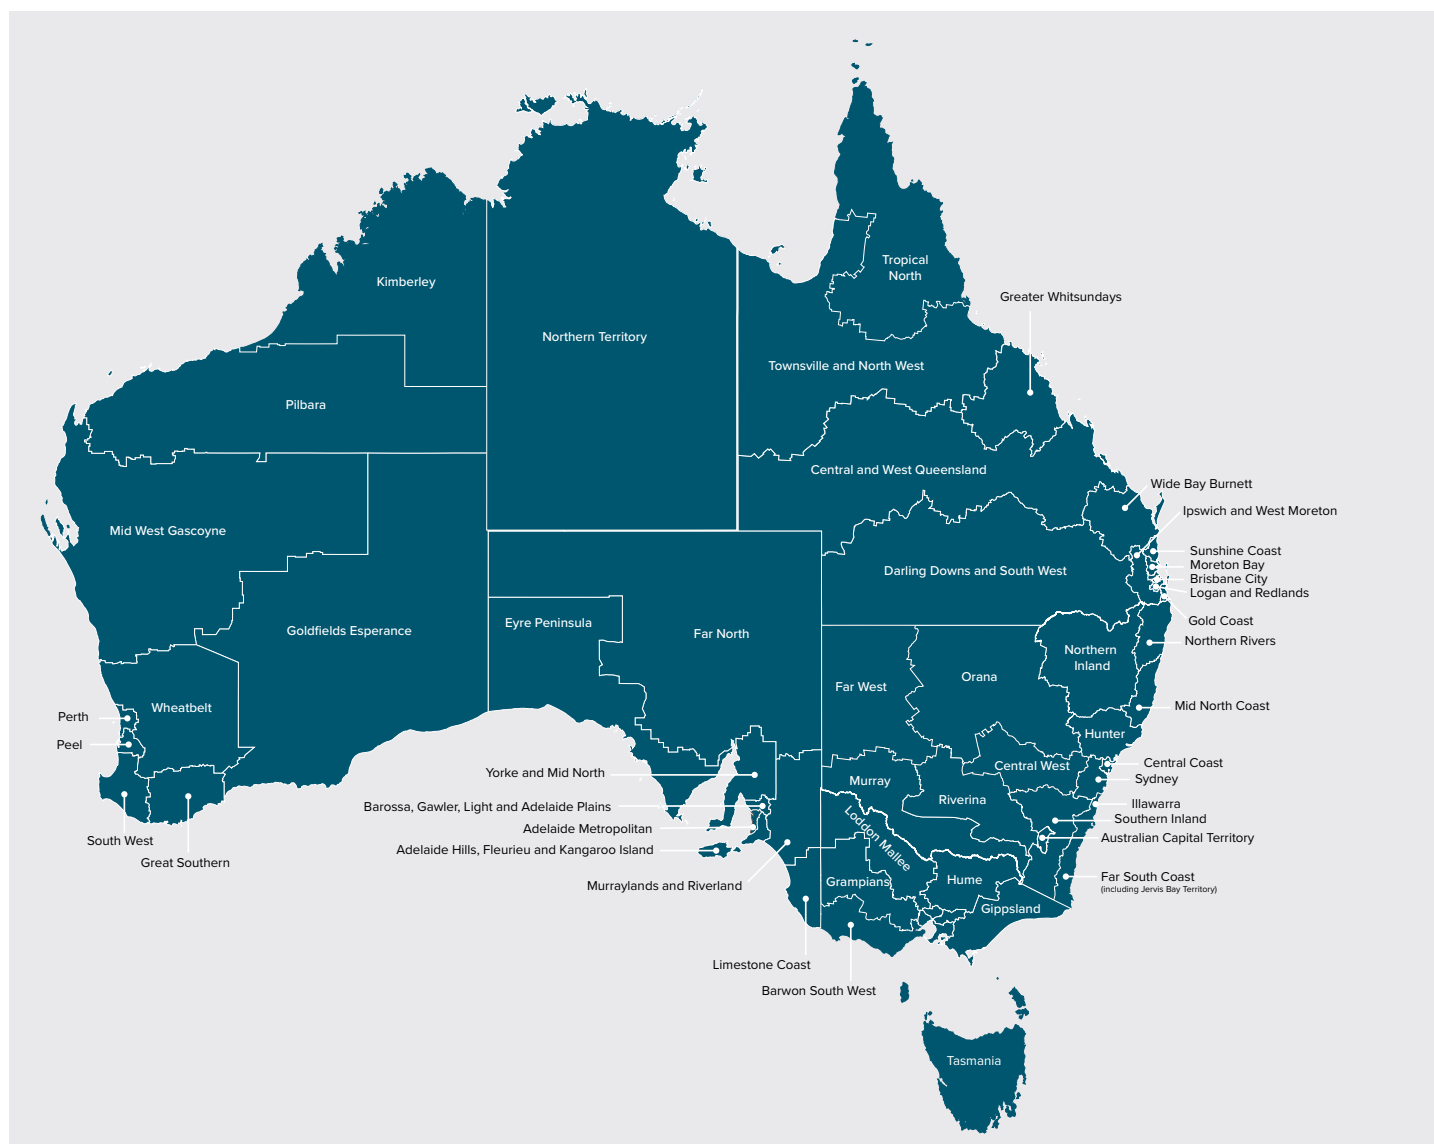 Tropical
North
Kimberley
Greater Whitsundays
Northern Territory
Townsville and North West
Pilbara
Central and West Queensland
Wide Bay Burnett
Ipswich and West Moreton
Mid West Gascoyne
Sunshine Coast
Moreton Bay
Darling Downs and South West
Brisbane City
Logan and Redlands
Gold Coast
Eyre Peninsula
Goldfields Esperance
Far North
Northern Rivers
Northern
Inland
Orana
Far West
Wheatbelt
Mid North Coast
Perth
Hunter
Peel
Central Coast
Central West
Yorke and Mid North
Sydney
Murray
Riverina
Illawarra
Barossa, Gawler, Light and Adelaide Plains
Southern Inland
Adelaide Metropolitan
Loddon Mallee
Australian Capital Territory
South West
Adelaide Hills, Fleurieu and Kangaroo Island
Great Southern
Far South Coast
(including Jervis Bay Territory)
Hume
Grampians
Murraylands and Riverland
Gippsland
Limestone Coast
Barwon South West
Tasmania